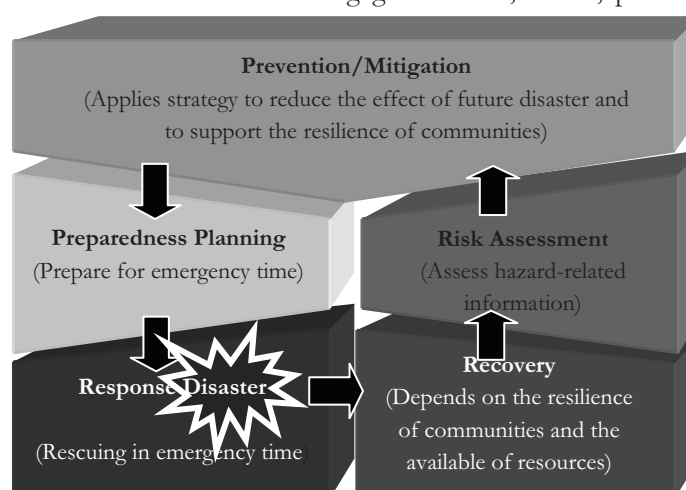 Prevention/Mitigation
(Applies strategy to reduce the effect of future disaster and
to support the resilience of communities)
Preparedness Planning
(Prepare for emergency time)
Risk Assessment
(Assess hazard-related
information)
Response Disaster
(Rescuing in emergency time
Recovery
(Depends on the resilience
of communities and the
available of resources)